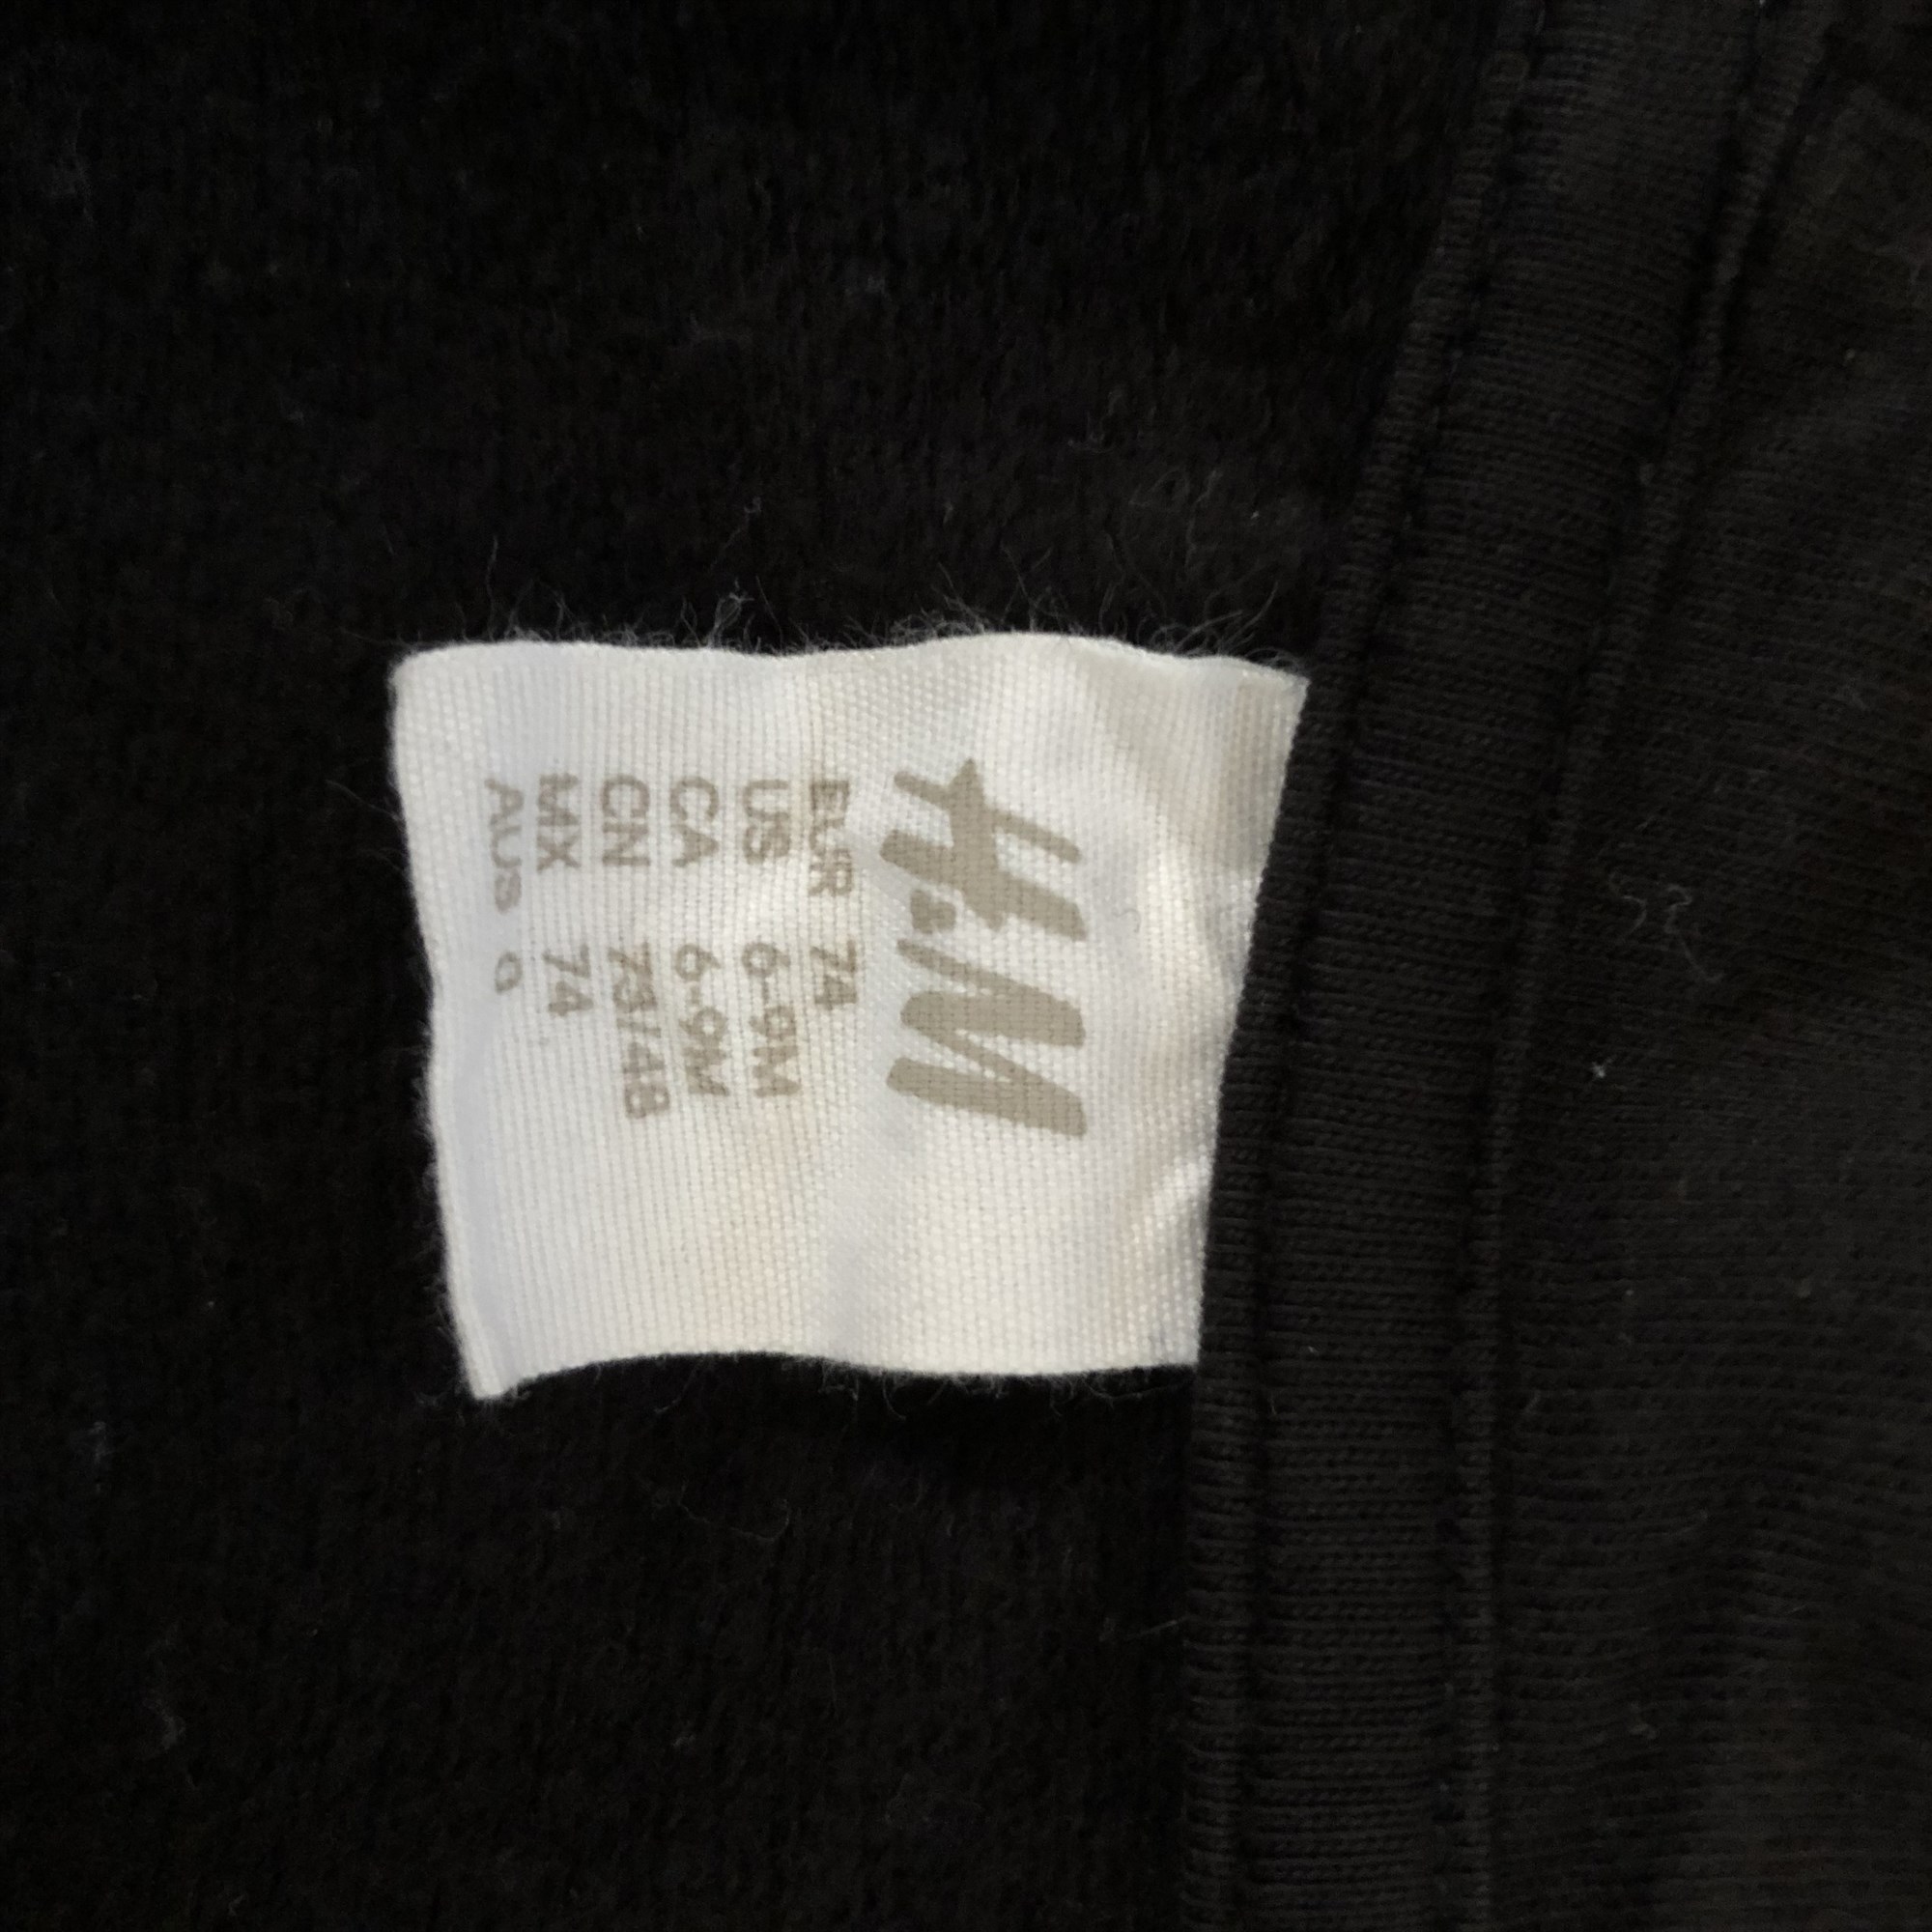 H&M
EUR 74
US 6-9M
CA 6-9M
CN 73/48
MX 74
AUS 0